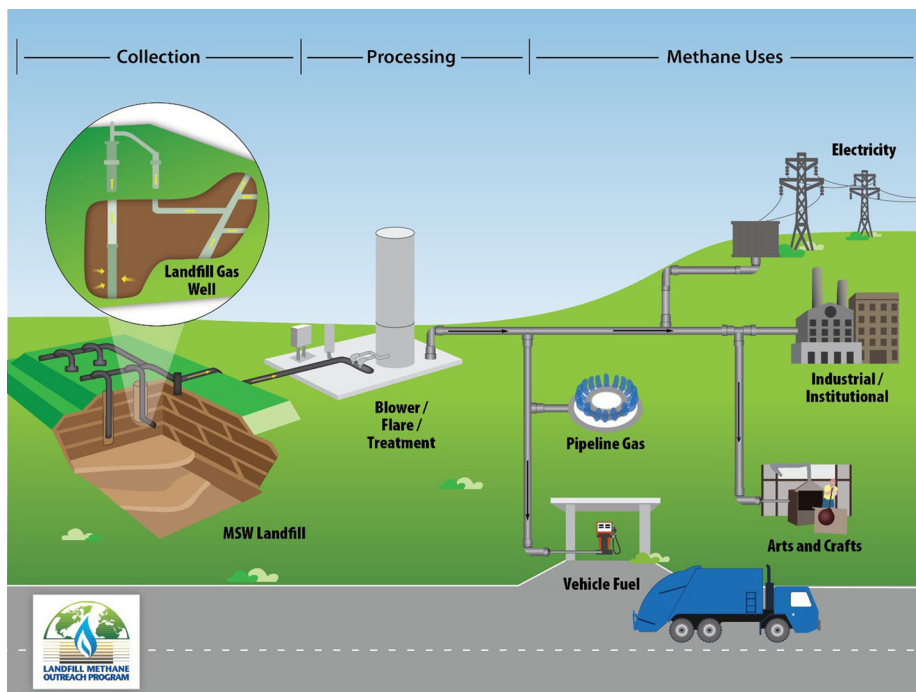 Collection
Processing
Methane Uses
Electricity
Landfill Gas
Well
Industrial /
Institutional
Blower /
Flare /
Treatment
Pipeline Gas
MSW Landfill
Arts and Crafts
Vehicle Fuel
LANDFILL METHANE
OUTREACH PROGRAM